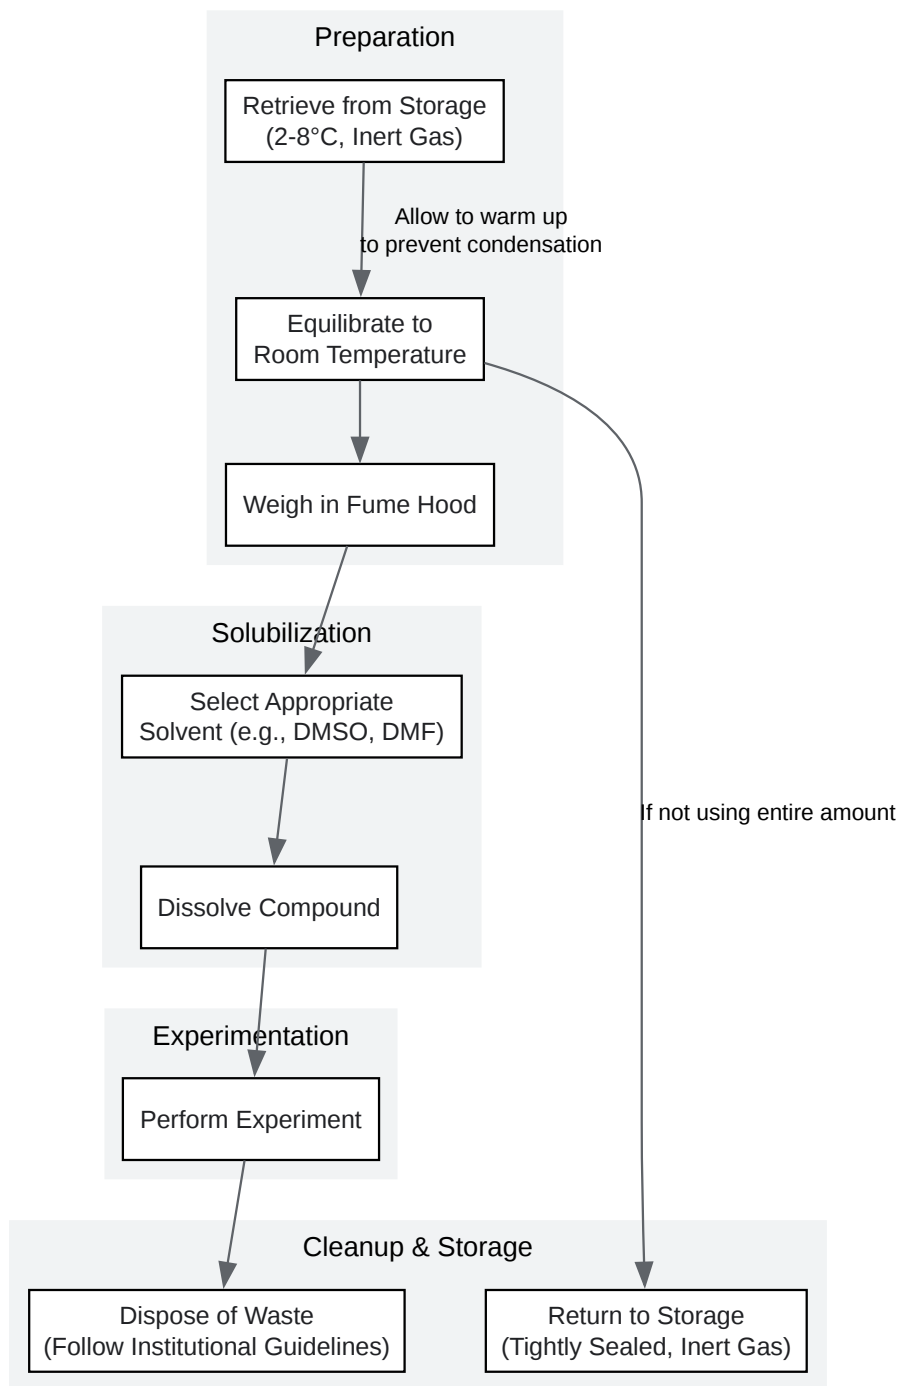 Preparation
Retrieve from Storage
(2-8°C, Inert Gas)
Allow to warm up
to prevent condensation
Equilibrate to
Room Temperature
Weigh in Fume Hood
Solubilization
Select Appropriate
Solvent (e.g., DMSO, DMF)
If not using entire amount
Dissolve Compound
Experimentation
Perform Experiment
Cleanup & Storage
Dispose of Waste
(Follow Institutional Guidelines)
Return to Storage
(Tightly Sealed, Inert Gas)